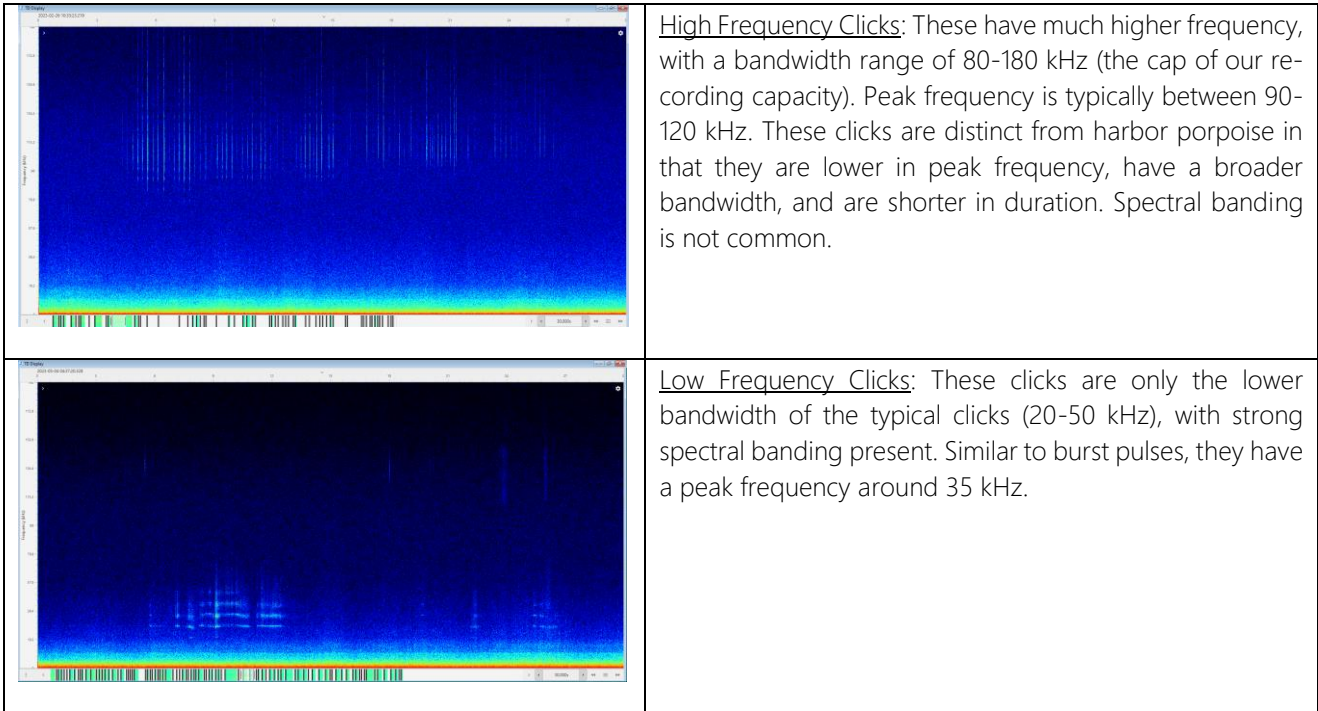 High Frequency Clicks: These have much higher frequency,
with a bandwidth range of 80-180 kHz (the cap of our re-
cording capacity). Peak frequency is typically between 90-
120 kHz. These clicks are distinct from harbor porpoise in
that they are lower in peak frequency, have a broader
bandwidth, and are shorter in duration. Spectral banding
is not common.
Low Frequency Clicks: These clicks are only the lower
bandwidth of the typical clicks (20-50 kHz), with strong
spectral banding present. Similar to burst pulses, they have
a peak frequency around 35 kHz.